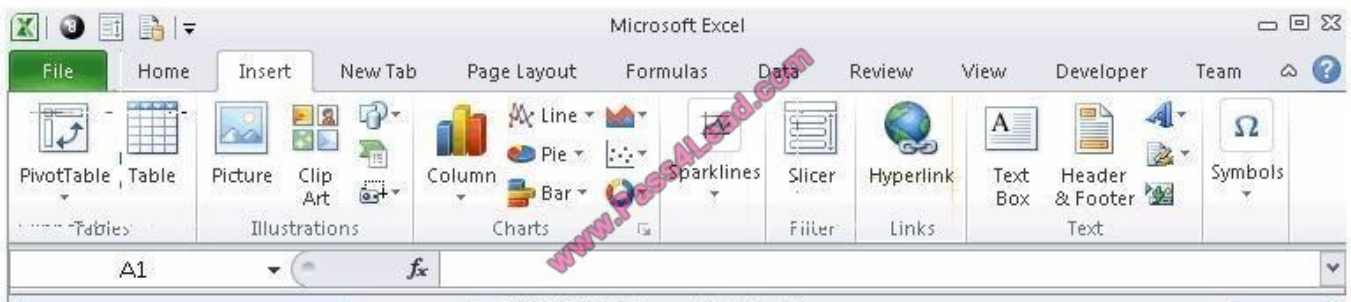 Microsoft Excel
File Home Insert New Tab Page Layout Formulas Data Review View Developer Team
PivotTable Table Picture Clip Art Column Line Pie Bar Sparklines Slicer Hyperlink Text Box Header & Footer Symbols
Tables Illustrations Charts Filter Links Text
A1 fx
www.Pass4Lead.com